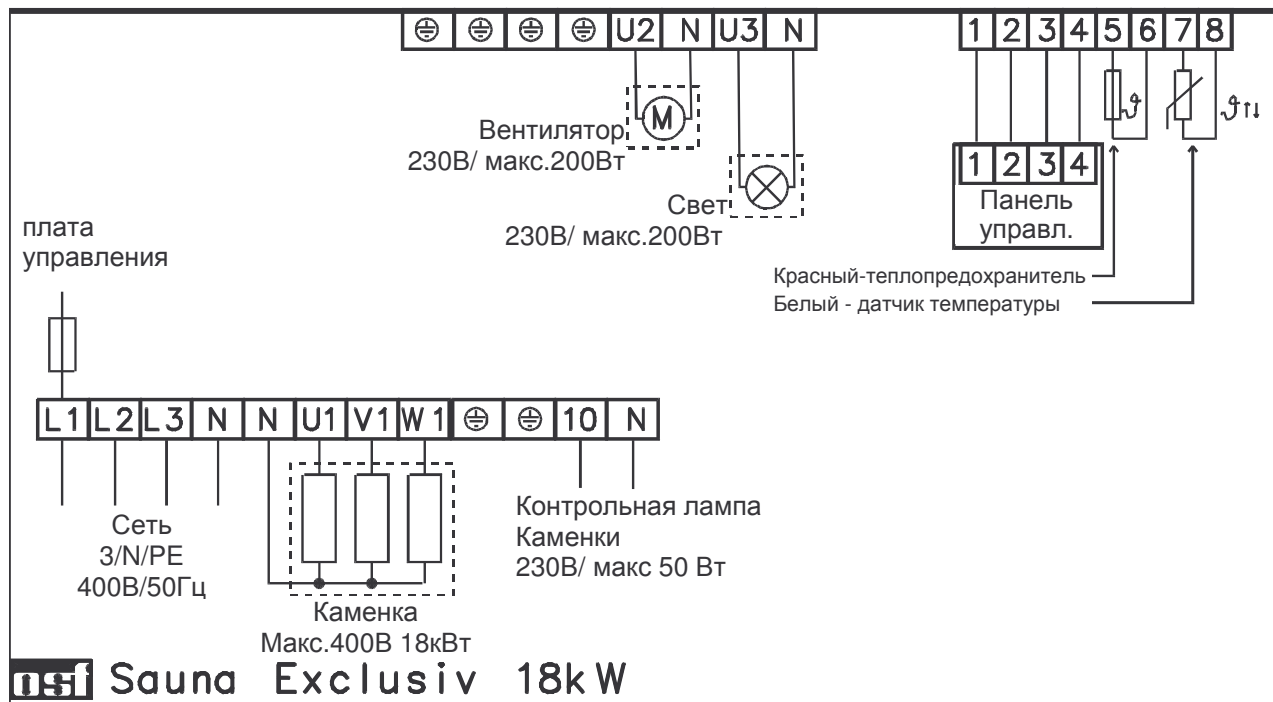 U2 N U3 N
1 2 3 4 5 6 7 8
Вентилятор
230В/ макс.200Вт
M
Свет
230В/ макс.200Вт
1 2 3 4
Панель
управл.
ϑ
ϑ↑↓
Красный-теплопредохранитель
Белый - датчик температуры
плата
управления
L1 L2 L3 N N U1 V1 W1 10 N
Сеть
3/N/PE
400В/50Гц
Каменка
Макс.400В 18кВт
Контрольная лампа
Каменки
230В/ макс 50 Вт
osf Sauna Exclusiv 18kW